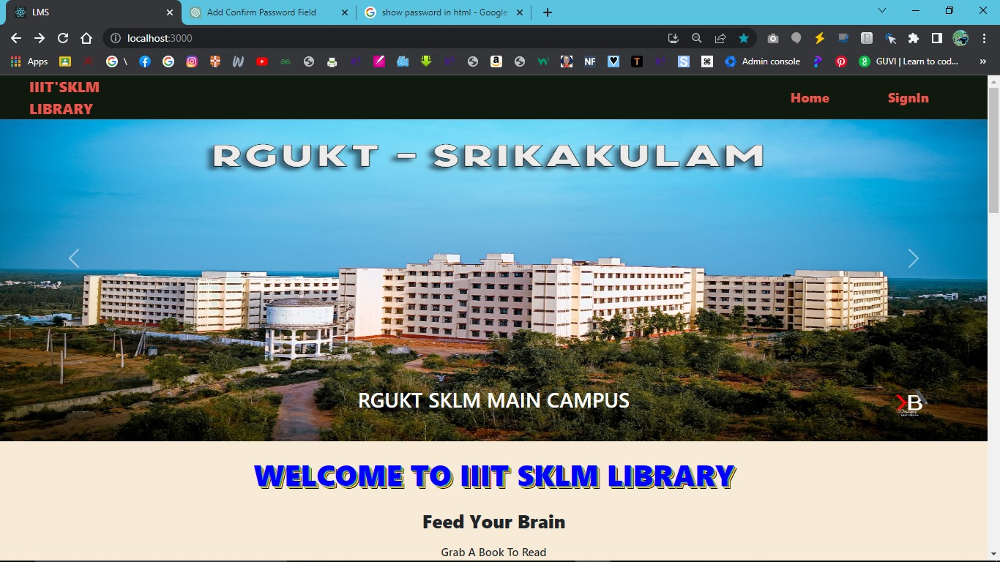 LMS
Add Confirm Password Field
show password in html - Google
localhost:3000
Apps
Admin console
GUVI | Learn to cod...
IIIT'SKLM
LIBRARY
Home
SignIn
RGUKT - SRIKAKULAM
RGUKT SKLM MAIN CAMPUS
WELCOME TO IIIT SKLM LIBRARY
Feed Your Brain
Grab A Book To Read